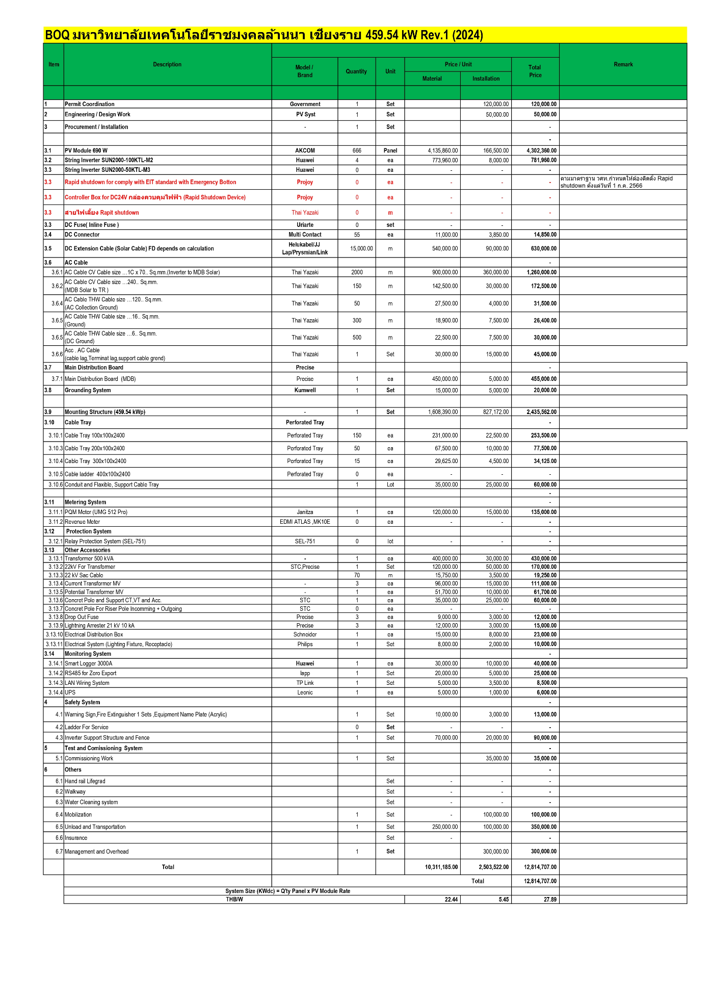 BOQ มหาวิทยาลัยเทคโนโลยีราชมงคลล้านนา เชียงราย 459.54 kW Rev.1 (2024)
Item Description Model / Brand Quantity Unit Price / Unit Total Price Remark
Material Installation
1 Permit Coordination Government 1 Set 120,000.00 120,000.00
2 Engineering / Design Work PV Syst 1 Set 50,000.00 50,000.00
3 Procurement / Installation - 1 Set -
-
3.1 PV Module 690 W AKCOM 666 Panel 4,135,860.00 166,500.00 4,302,360.00
3.2 String Inverter SUN2000-100KTL-M2 Huawei 4 ea 773,960.00 8,000.00 781,960.00
3.3 String Inverter SUN2000-50KTL-M3 Huawei 0 ea - - -
3.3 Rapid shutdown for comply with EIT standard with Emergency Botton Projoy 0 ea - - - ตามมาตราฐาน วศท.กำหนดให้ต้องติดตั้ง Rapid
shutdown ตั้งแต่วันที่ 1 ก.ค. 2566
3.3 Controller Box for DC24V กล่องควบคุมไฟฟ้า (Rapid Shutdown Device) Projoy 0 ea - - -
3.3 สายไฟเลี้ยง Rapit shutdown Thai Yazaki 0 m - - -
3.3 DC Fuse( Inline Fuse ) Uriarte 0 set - - -
3.4 DC Connector Multi Contact 55 ea 11,000.00 3,850.00 14,850.00
3.5 DC Extension Cable (Solar Cable) FD depends on calculation Helukabel/JJ Lap/Prysmian/Link 15,000.00 m 540,000.00 90,000.00 630,000.00
3.6 AC Cable -
3.6.1 AC Cable CV Cable size ...1C x 70.. Sq.mm.(Inverter to MDB Solar) Thai Yazaki 2000 m 900,000.00 360,000.00 1,260,000.00
3.6.2 AC Cable CV Cable size ...240.. Sq.mm.
(MDB Solar to TR ) Thai Yazaki 150 m 142,500.00 30,000.00 172,500.00
3.6.4 AC Cable THW Cable size ...120.. Sq.mm.
(AC Collection Ground) Thai Yazaki 50 m 27,500.00 4,000.00 31,500.00
3.6.5 AC Cable THW Cable size ...16.. Sq.mm.
(Ground) Thai Yazaki 300 m 18,900.00 7,500.00 26,400.00
3.6.5 AC Cable THW Cable size ...6.. Sq.mm.
(DC Ground) Thai Yazaki 500 m 22,500.00 7,500.00 30,000.00
3.6.6 Acc . AC Cable
(cable lag,Terminat lag,support cable grend) Thai Yazaki 1 Set 30,000.00 15,000.00 45,000.00
3.7 Main Distribution Board Precise -
3.7.1 Main Distribution Board (MDB) Precise 1 ea 450,000.00 5,000.00 455,000.00
3.8 Grounding System Kumwell 1 Set 15,000.00 5,000.00 20,000.00
3.9 Mounting Structure (459.54 kWp) - 1 Set 1,608,390.00 827,172.00 2,435,562.00
3.10 Cable Tray Perforated Tray -
3.10.1 Cable Tray 100x100x2400 Perforated Tray 150 ea 231,000.00 22,500.00 253,500.00
3.10.3 Cable Tray 200x100x2400 Perforated Tray 50 ea 67,500.00 10,000.00 77,500.00
3.10.4 Cable Tray 300x100x2400 Perforated Tray 15 ea 29,625.00 4,500.00 34,125.00
3.10.5 Cable ladder 400x100x2400 Perforated Tray 0 ea - - -
3.10.6 Conduit and Flaxible, Support Cable Tray 1 Lot 35,000.00 25,000.00 60,000.00
-
3.11 Metering System -
3.11.1 PQM Meter (UMG 512 Pro) Janitza 1 ea 120,000.00 15,000.00 135,000.00
3.11.2 Revenue Meter EDMI ATLAS ,MK10E 0 ea - - -
3.12 Protection System -
3.12.1 Relay Protection System (SEL-751) SEL-751 0 lot - - -
3.13 Other Accessories -
3.13.1 Transformer 500 kVA - 1 ea 400,000.00 30,000.00 430,000.00
3.13.2 22kV For Transformer STC,Precise 1 Set 120,000.00 50,000.00 170,000.00
3.13.3 22 kV Sac Cable 70 m 15,750.00 3,500.00 19,250.00
3.13.4 Current Transformer MV - 3 ea 96,000.00 15,000.00 111,000.00
3.13.5 Potential Transformer MV - 1 ea 51,700.00 10,000.00 61,700.00
3.13.6 Concret Pole and Support CT,VT and Acc. STC 1 ea 35,000.00 25,000.00 60,000.00
3.13.7 Concret Pole For Riser Pole Incomming + Outgoing STC 0 ea - - -
3.13.8 Drop Out Fuse Precise 3 ea 9,000.00 3,000.00 12,000.00
3.13.9 Lightning Arrester 21 kV 10 kA Precise 3 ea 12,000.00 3,000.00 15,000.00
3.13.10 Electrical Distribution Box Schneider 1 ea 15,000.00 8,000.00 23,000.00
3.13.11 Electrical System (Lighting Fixture, Receptacle) Philips 1 Set 8,000.00 2,000.00 10,000.00
3.14 Monitoring System -
3.14.1 Smart Logger 3000A Huawei 1 ea 30,000.00 10,000.00 40,000.00
3.14.2 RS485 for Zero Export lapp 1 Set 20,000.00 5,000.00 25,000.00
3.14.3 LAN Wiring System TP Link 1 Set 5,000.00 3,500.00 8,500.00
3.14.4 UPS Leonic 1 ea 5,000.00 1,000.00 6,000.00
4 Safety System -
4.1 Warning Sign,Fire Extinguisher 1 Sets ,Equipment Name Plate (Acrylic) 1 Set 10,000.00 3,000.00 13,000.00
4.2 Ladder For Service 0 Set - - -
4.3 Inverter Support Structure and Fence 1 Set 70,000.00 20,000.00 90,000.00
5 Test and Comissioning System -
5.1 Commissioning Work 1 Set 35,000.00 35,000.00
6 Others -
6.1 Hand rail Lifegrad Set - - -
6.2 Walkway Set - - -
6.3 Water Cleaning system Set - - -
6.4 Mobilization 1 Set - 100,000.00 100,000.00
6.5 Unload and Transportation 1 Set 250,000.00 100,000.00 350,000.00
6.6 Insurance Set - -
6.7 Management and Overhead 1 Set 300,000.00 300,000.00
Total 10,311,185.00 2,503,522.00 12,814,707.00
Total 12,814,707.00
System Size (KWdc) = Q'ty Panel x PV Module Rate
THB/W 22.44 5.45 27.89